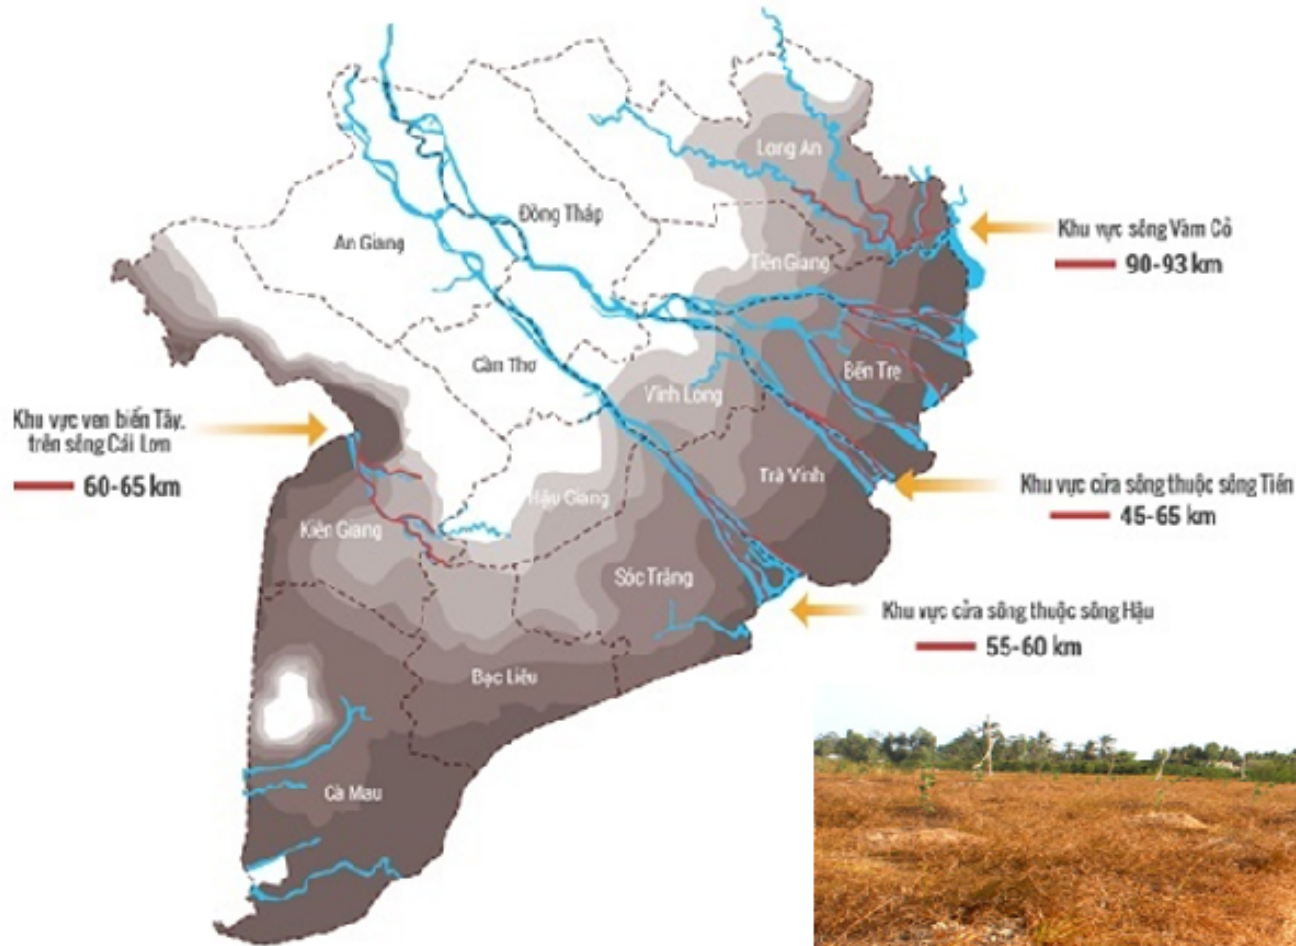 Long An
Đồng Tháp
An Giang
Khu vực sông Vàm Cỏ
90-93 km
Tiền Giang
Cần Thơ
Bến Tre
Vĩnh Long
Khu vực ven biển Tây,
trên sông Cái Lớn
60-65 km
Trà Vinh
Khu vực cửa sông thuộc sông Tiền
45-65 km
Hậu Giang
Kiên Giang
Sóc Trăng
Khu vực cửa sông thuộc sông Hậu
55-60 km
Bạc Liêu
Cà Mau